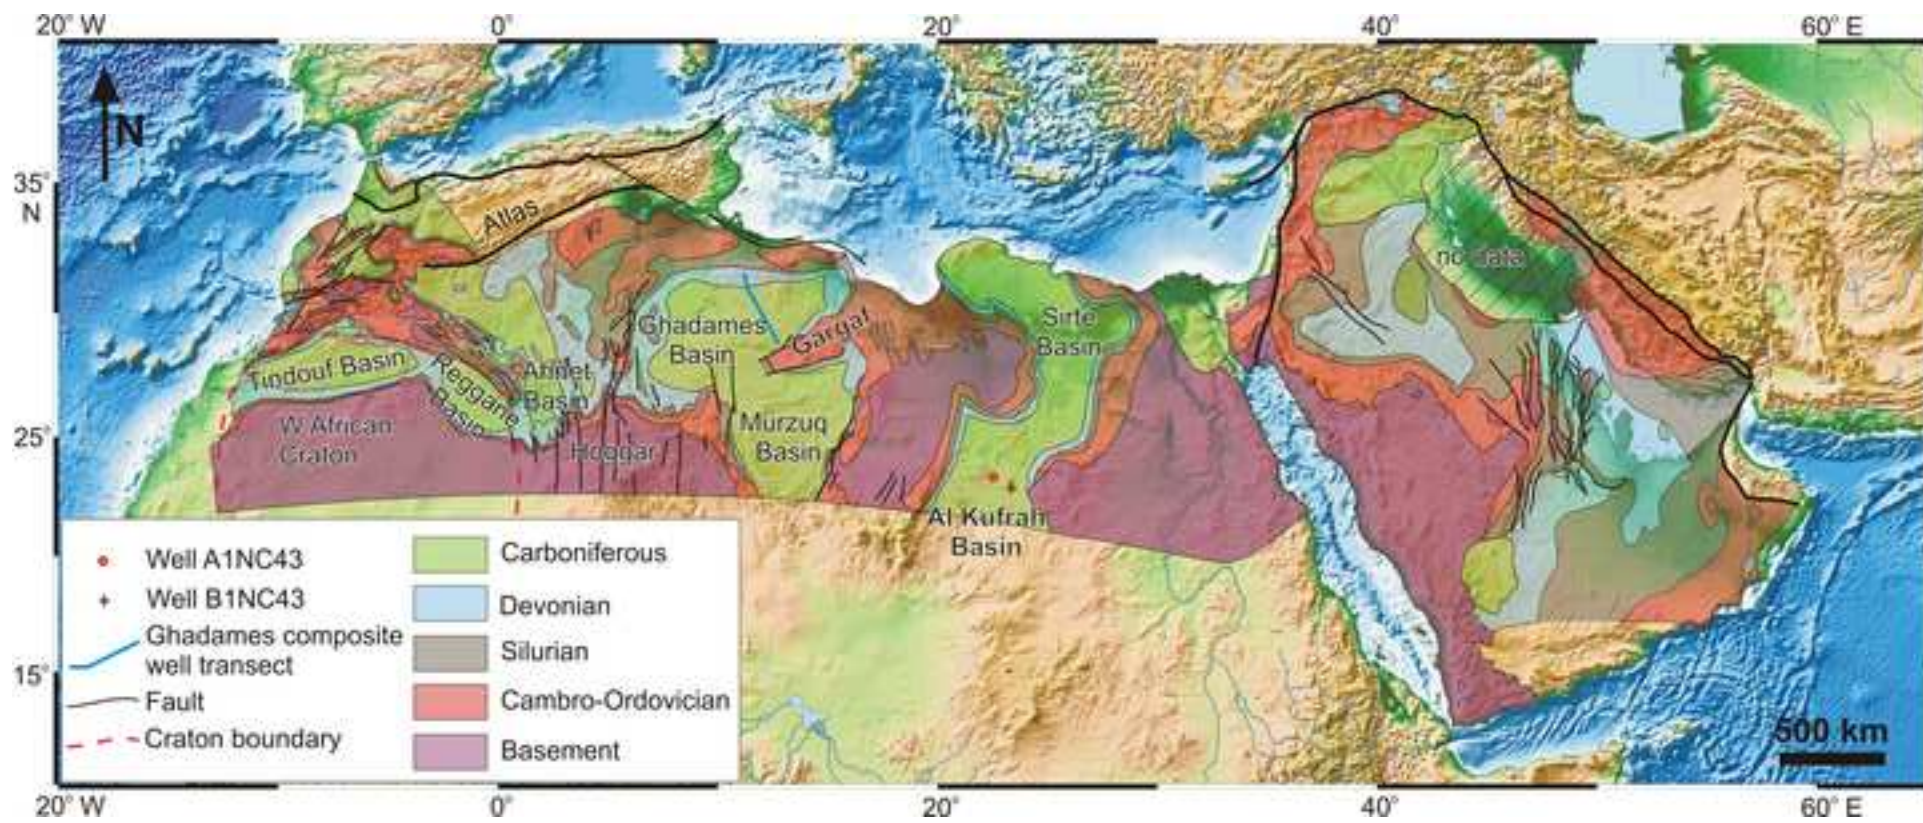 20° W
0°
20°
40°
60° E
N
35°
N
25°
15°
Atlas
no data
Ghadames
Basin
Gargaf
Sirte
Basin
Tindouf Basin
Reggane
Basin
Ahnet
Basin
W African
Craton
Hoggar
Murzuq
Basin
Al Kufrah
Basin
Well A1NC43
Well B1NC43
Ghadames composite
well transect
Fault
Craton boundary
Carboniferous
Devonian
Silurian
Cambro-Ordovician
Basement
500 km
20° W
0°
20°
40°
60° E